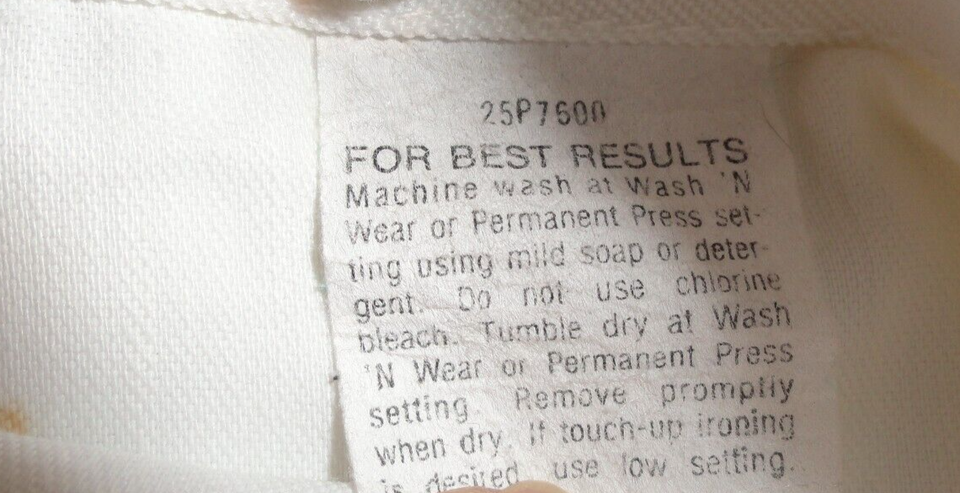 25P7600
FOR BEST RESULTS
Machine wash at Wash 'N
Wear or Permanent Press set-
ting using mild soap or deter-
gent. Do not use chlorine
bleach. Tumble dry at Wash
'N Wear or Permanent Press
setting. Remove promptly
when dry. If touch-up ironing
is desired use low setting.